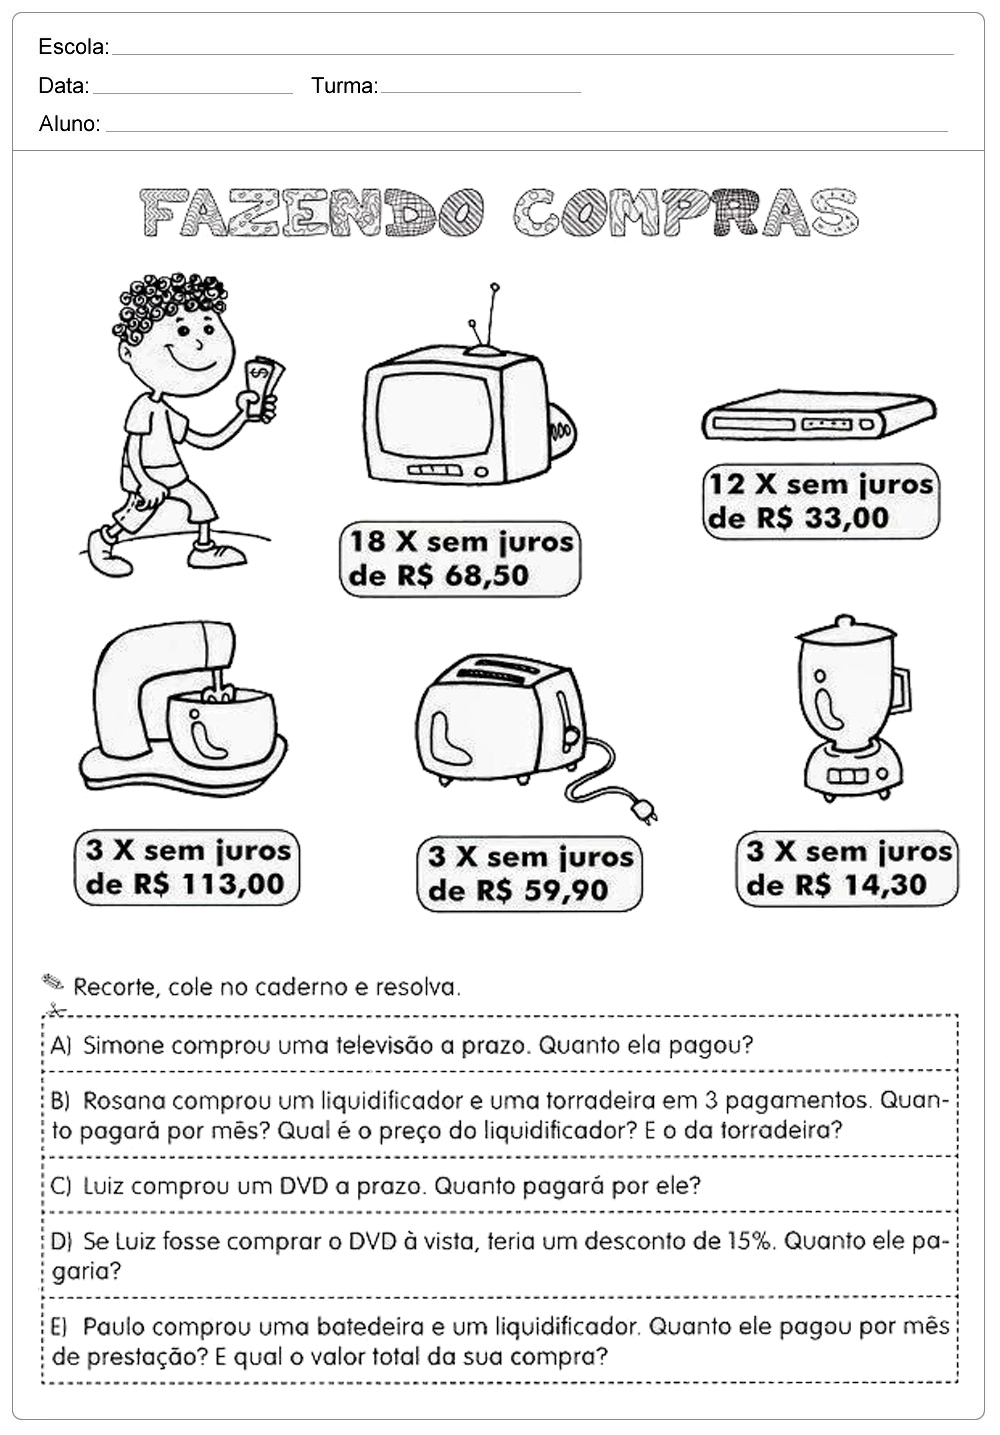 Escola:
Data: Turma:
Aluno:
FAZENDO COMPRAS
$
18 X sem juros
de R$ 68,50
12 X sem juros
de R$ 33,00
3 X sem juros
de R$ 113,00
3 X sem juros
de R$ 59,90
3 X sem juros
de R$ 14,30
Recorte, cole no caderno e resolva.
A) Simone comprou uma televisão a prazo. Quanto ela pagou?
B) Rosana comprou um liquidificador e uma torradeira em 3 pagamentos. Quan-
to pagará por mês? Qual é o preço do liquidificador? E o da torradeira?
C) Luiz comprou um DVD a prazo. Quanto pagará por ele?
D) Se Luiz fosse comprar o DVD à vista, teria um desconto de 15%. Quanto ele pa-
garia?
E) Paulo comprou uma batedeira e um liquidificador. Quanto ele pagou por mês
de prestação? E qual o valor total da sua compra?